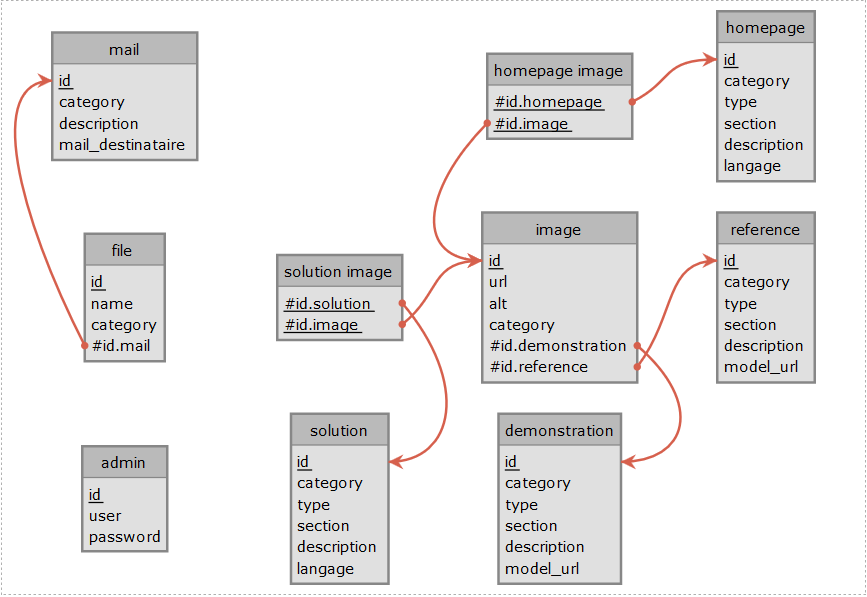 mail
id
category
description
mail_destinataire
file
id
name
category
#id.mail
admin
id
user
password
solution image
#id.solution
#id.image
solution
id
category
type
section
description
langage
homepage image
#id.homepage
#id.image
image
id
url
alt
category
#id.demonstration
#id.reference
demonstration
id
category
type
section
description
model_url
homepage
id
category
type
section
description
langage
reference
id
category
type
section
description
model_url